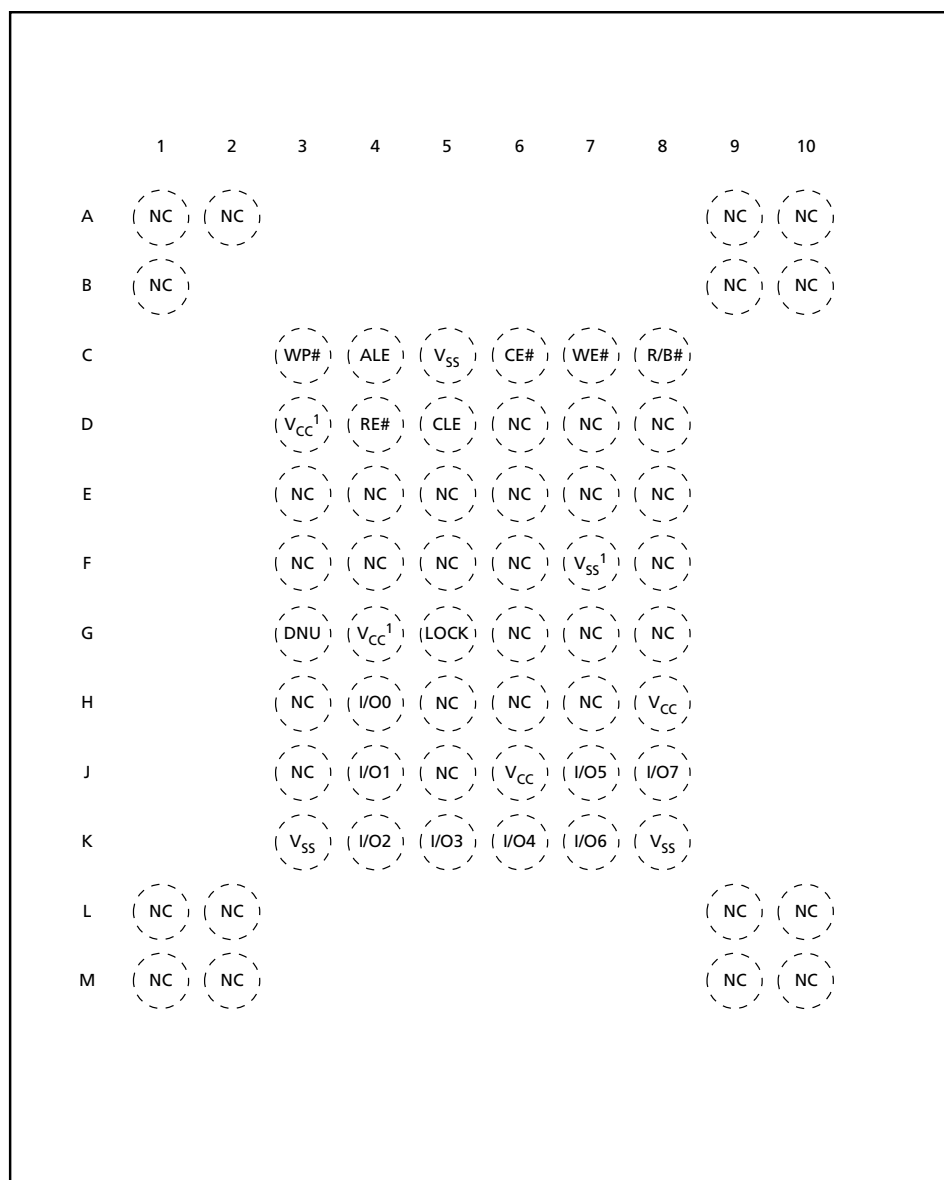 1 2 3 4 5 6 7 8 9 10
A NC NC NC NC
B NC NC NC
C WP# ALE VSS CE# WE# R/B#
D VCC1 RE# CLE NC NC NC
E NC NC NC NC NC NC
F NC NC NC NC VSS1 NC
G DNU VCC1 LOCK NC NC NC
H NC I/O0 NC NC NC VCC
J NC I/O1 NC VCC I/O5 I/O7
K VSS I/O2 I/O3 I/O4 I/O6 VSS
L NC NC NC NC
M NC NC NC NC